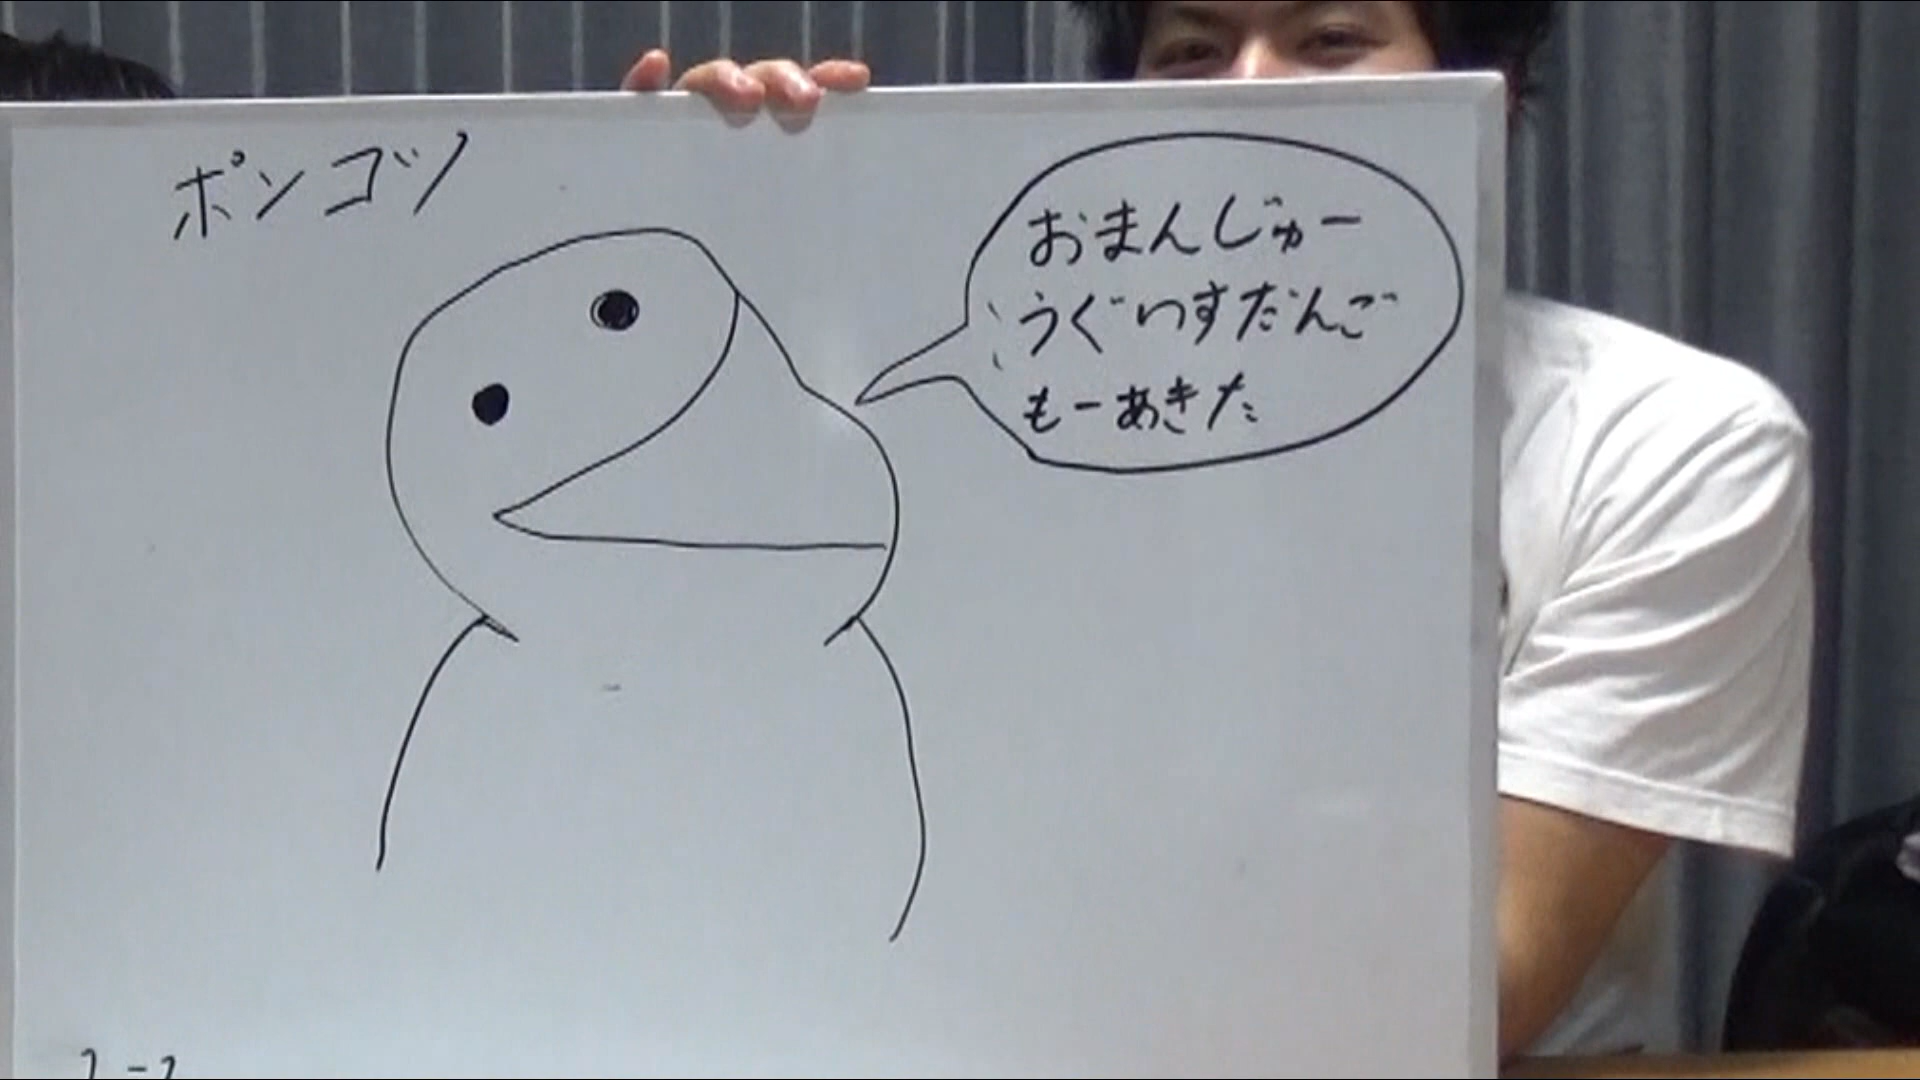 ポンコツ
おまんじゅー
うぐいすだんご
もーあきた